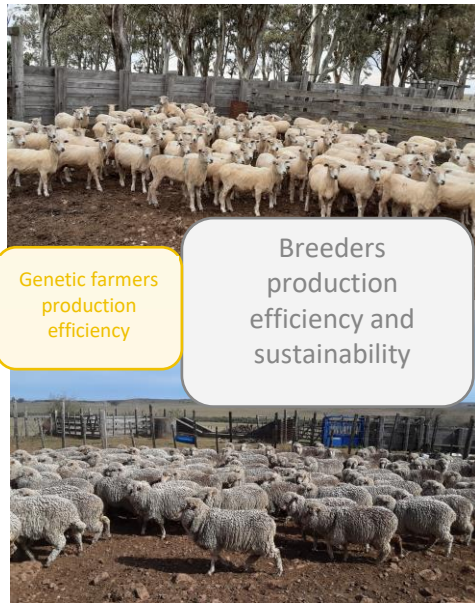 Genetic farmers
production
efficiency
Breeders
production
efficiency and
sustainability